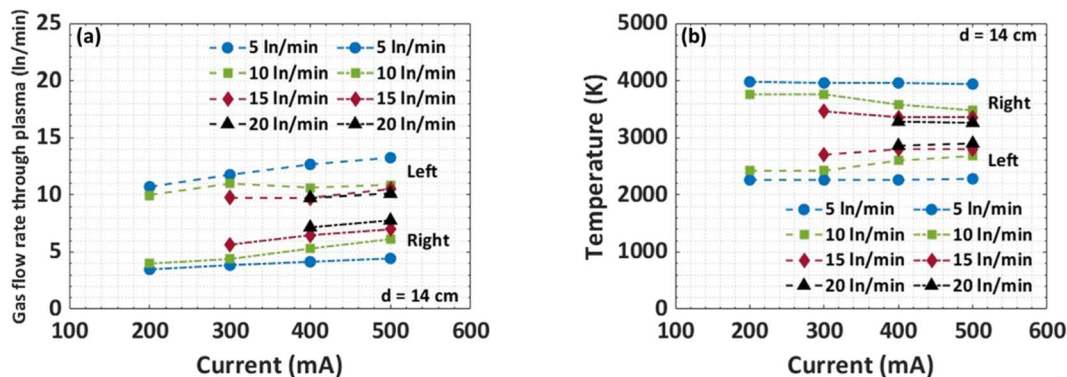 (a)
5 ln/min 5 ln/min
10 ln/min 10 ln/min
15 ln/min 15 ln/min
20 ln/min 20 ln/min
Left
Right
d = 14 cm
25
20
15
10
5
0
100 200 300 400 500 600
Gas flow rate through plasma (ln/min)
Current (mA)
(b)
d = 14 cm
Right
Left
5 ln/min 5 ln/min
10 ln/min 10 ln/min
15 ln/min 15 ln/min
20 ln/min 20 ln/min
5000
4000
3000
2000
1000
0
100 200 300 400 500 600
Temperature (K)
Current (mA)